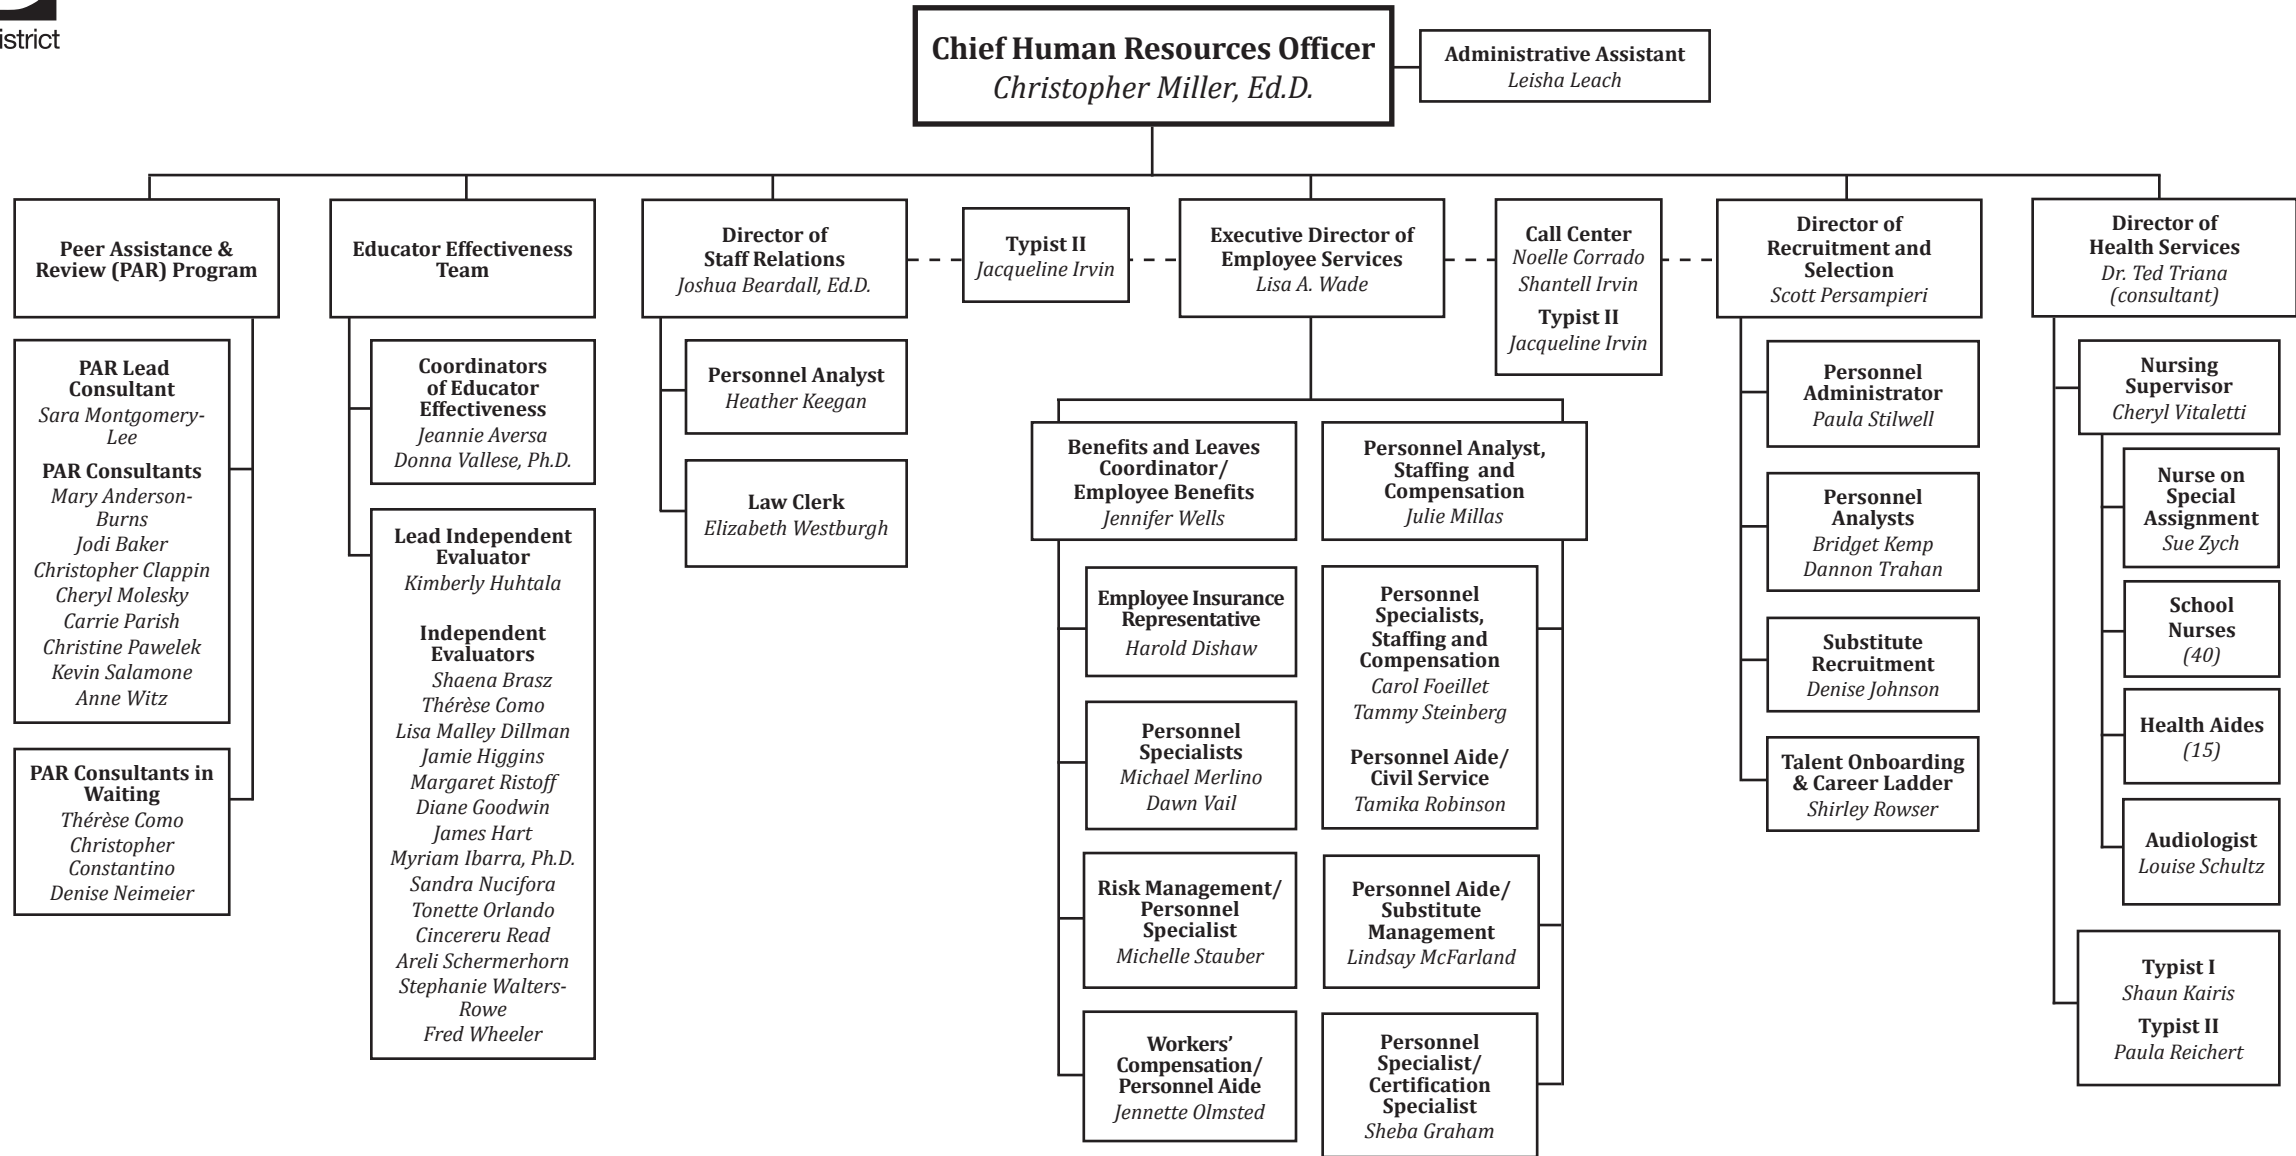 istrict
Chief Human Resources Officer
Christopher Miller, Ed.D.
Administrative Assistant
Leisha Leach
Peer Assistance &
Review (PAR) Program
PAR Lead
Consultant
Sara Montgomery-
Lee
PAR Consultants
Mary Anderson-
Burns
Jodi Baker
Christopher Clappin
Cheryl Molesky
Carrie Parish
Christine Pawelek
Kevin Salamone
Anne Witz
PAR Consultants in
Waiting
Thérèse Como
Christopher
Constantino
Denise Neimeier
Educator Effectiveness
Team
Coordinators
of Educator
Effectiveness
Jeannie Aversa
Donna Vallese, Ph.D.
Lead Independent
Evaluator
Kimberly Huhtala
Independent
Evaluators
Shaena Brasz
Thérèse Como
Lisa Malley Dillman
Jamie Higgins
Margaret Ristoff
Diane Goodwin
James Hart
Myriam Ibarra, Ph.D.
Sandra Nucifora
Tonette Orlando
Cincereru Read
Areli Schermerhorn
Stephanie Walters-
Rowe
Fred Wheeler
Director of
Staff Relations
Joshua Beardall, Ed.D.
Personnel Analyst
Heather Keegan
Law Clerk
Elizabeth Westburgh
Typist II
Jacqueline Irvin
Executive Director of
Employee Services
Lisa A. Wade
Benefits and Leaves
Coordinator/
Employee Benefits
Jennifer Wells
Employee Insurance
Representative
Harold Dishaw
Personnel
Specialists
Michael Merlino
Dawn Vail
Risk Management/
Personnel
Specialist
Michelle Stauber
Workers’
Compensation/
Personnel Aide
Jennette Olmsted
Personnel Analyst,
Staffing and
Compensation
Julie Millas
Personnel
Specialists,
Staffing and
Compensation
Carol Foeillet
Tammy Steinberg
Personnel Aide/
Civil Service
Tamika Robinson
Personnel Aide/
Substitute
Management
Lindsay McFarland
Personnel
Specialist/
Certification
Specialist
Sheba Graham
Call Center
Noelle Corrado
Shantell Irvin
Typist II
Jacqueline Irvin
Director of
Recruitment and
Selection
Scott Persampieri
Personnel
Administrator
Paula Stilwell
Personnel
Analysts
Bridget Kemp
Dannon Trahan
Substitute
Recruitment
Denise Johnson
Talent Onboarding
& Career Ladder
Shirley Rowser
Director of
Health Services
Dr. Ted Triana
(consultant)
Nursing
Supervisor
Cheryl Vitaletti
Nurse on
Special
Assignment
Sue Zych
School
Nurses
(40)
Health Aides
(15)
Audiologist
Louise Schultz
Typist I
Shaun Kairis
Typist II
Paula Reichert